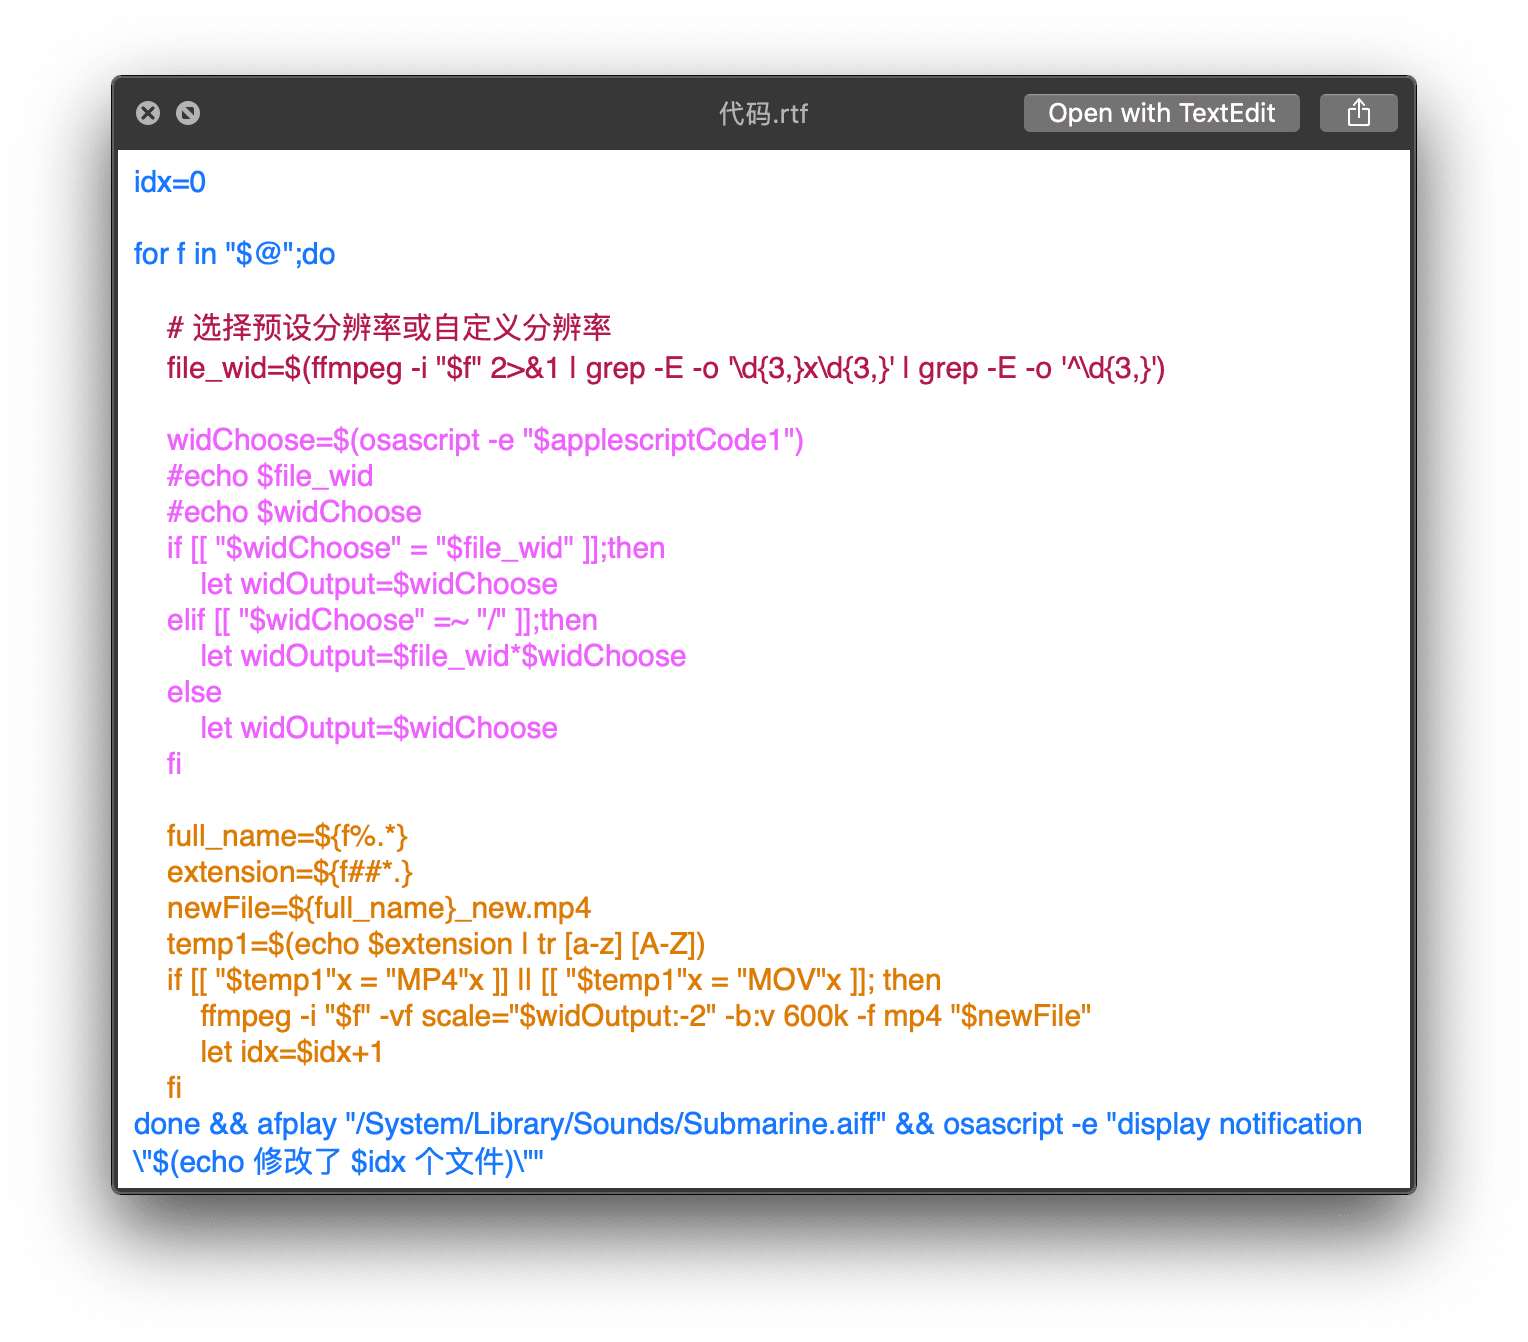 代码.rtf
Open with TextEdit
idx=0
for f in "$@";do
# 选择预设分辨率或自定义分辨率
file_wid=$(ffmpeg -i "$f" 2>&1 | grep -E -o '\d{3,}x\d{3,}' | grep -E -o '^\d{3,}')
widChoose=$(osascript -e "$applescriptCode1")
#echo $file_wid
#echo $widChoose
if [[ "$widChoose" = "$file_wid" ]];then
let widOutput=$widChoose
elif [[ "$widChoose" =~ "/" ]];then
let widOutput=$file_wid*$widChoose
else
let widOutput=$widChoose
fi
full_name=${f%.*}
extension=${f##*.}
newFile=${full_name}_new.mp4
temp1=$(echo $extension | tr [a-z] [A-Z])
if [[ "$temp1"x = "MP4"x ]] || [[ "$temp1"x = "MOV"x ]]; then
ffmpeg -i "$f" -vf scale="$widOutput:-2" -b:v 600k -f mp4 "$newFile"
let idx=$idx+1
fi
done && afplay "/System/Library/Sounds/Submarine.aiff" && osascript -e "display notification
\"$(echo 修改了 $idx 个文件)\""